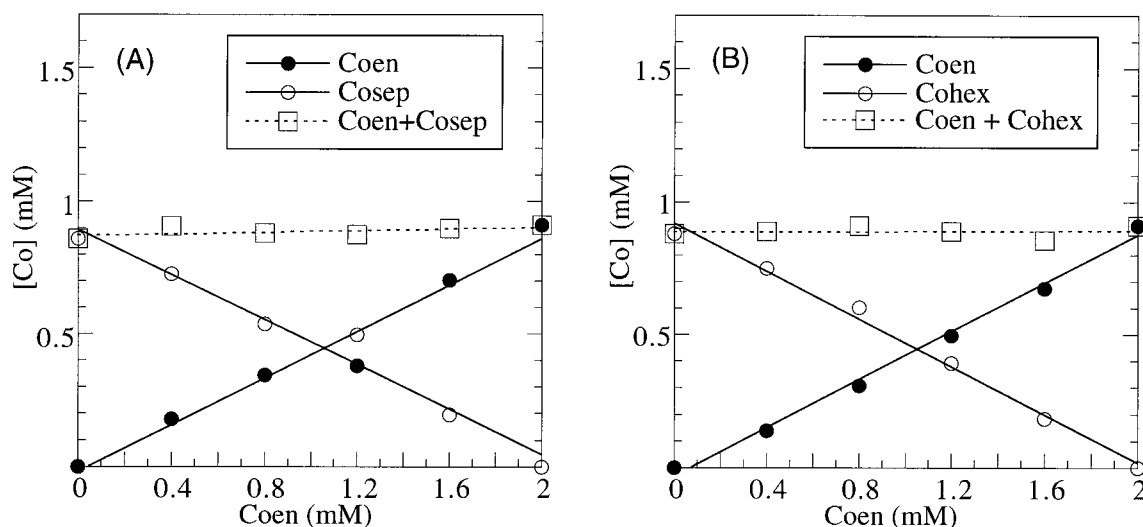 (A)
Coen
Cosep
Coen+Cosep
1.5
1
0.5
0
[Co] (mM)
0 0.4 0.8 1.2 1.6 2
Coen (mM)
(B)
Coen
Cohex
Coen + Cohex
1.5
1
0.5
0
[Co] (mM)
0 0.4 0.8 1.2 1.6 2
Coen (mM)